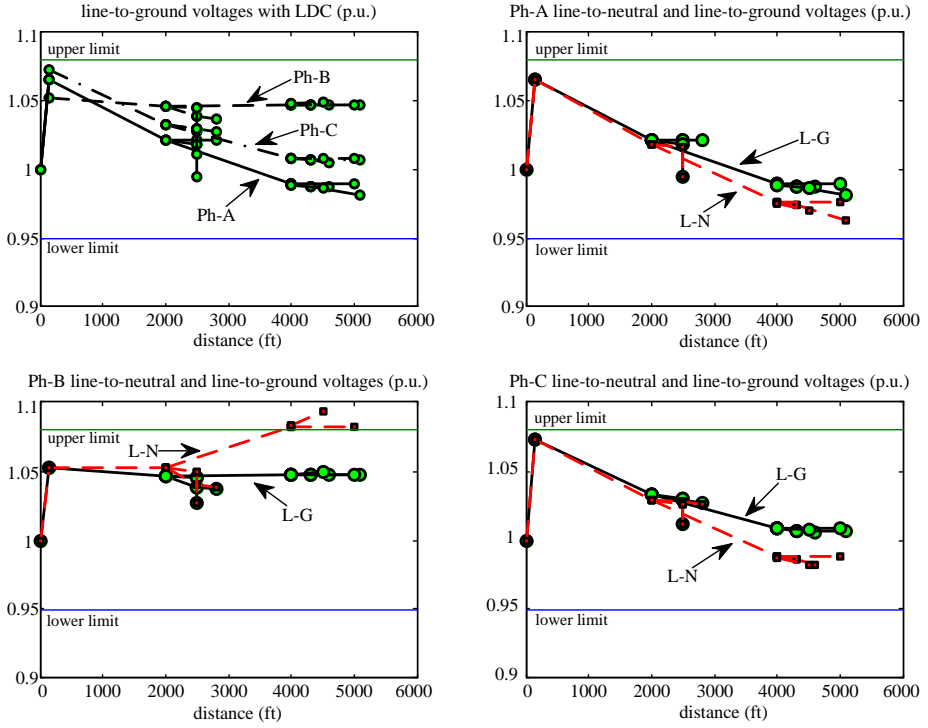 line-to-ground voltages with LDC (p.u.)
1.1
upper limit
Ph-B
1.05
Ph-C
1
Ph-A
0.95
lower limit
0.9
0 1000 2000 3000 4000 5000 6000
distance (ft)
Ph-A line-to-neutral and line-to-ground voltages (p.u.)
1.1
upper limit
1.05
L-G
1
L-N
0.95
lower limit
0.9
0 1000 2000 3000 4000 5000 6000
distance (ft)
Ph-B line-to-neutral and line-to-ground voltages (p.u.)
1.1
upper limit
L-N
1.05
L-G
1
0.95
lower limit
0.9
0 1000 2000 3000 4000 5000 6000
distance (ft)
Ph-C line-to-neutral and line-to-ground voltages (p.u.)
1.1
upper limit
1.05
L-G
1
L-N
0.95
lower limit
0.9
0 1000 2000 3000 4000 5000 6000
distance (ft)